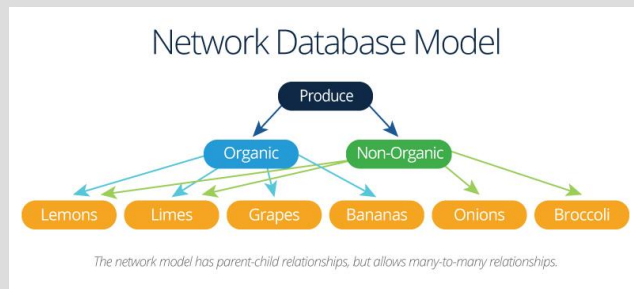 Network Database Model
Produce
Organic
Non-Organic
Lemons
Limes
Grapes
Bananas
Onions
Broccoli
The network model has parent-child relationships, but allows many-to-many relationships.